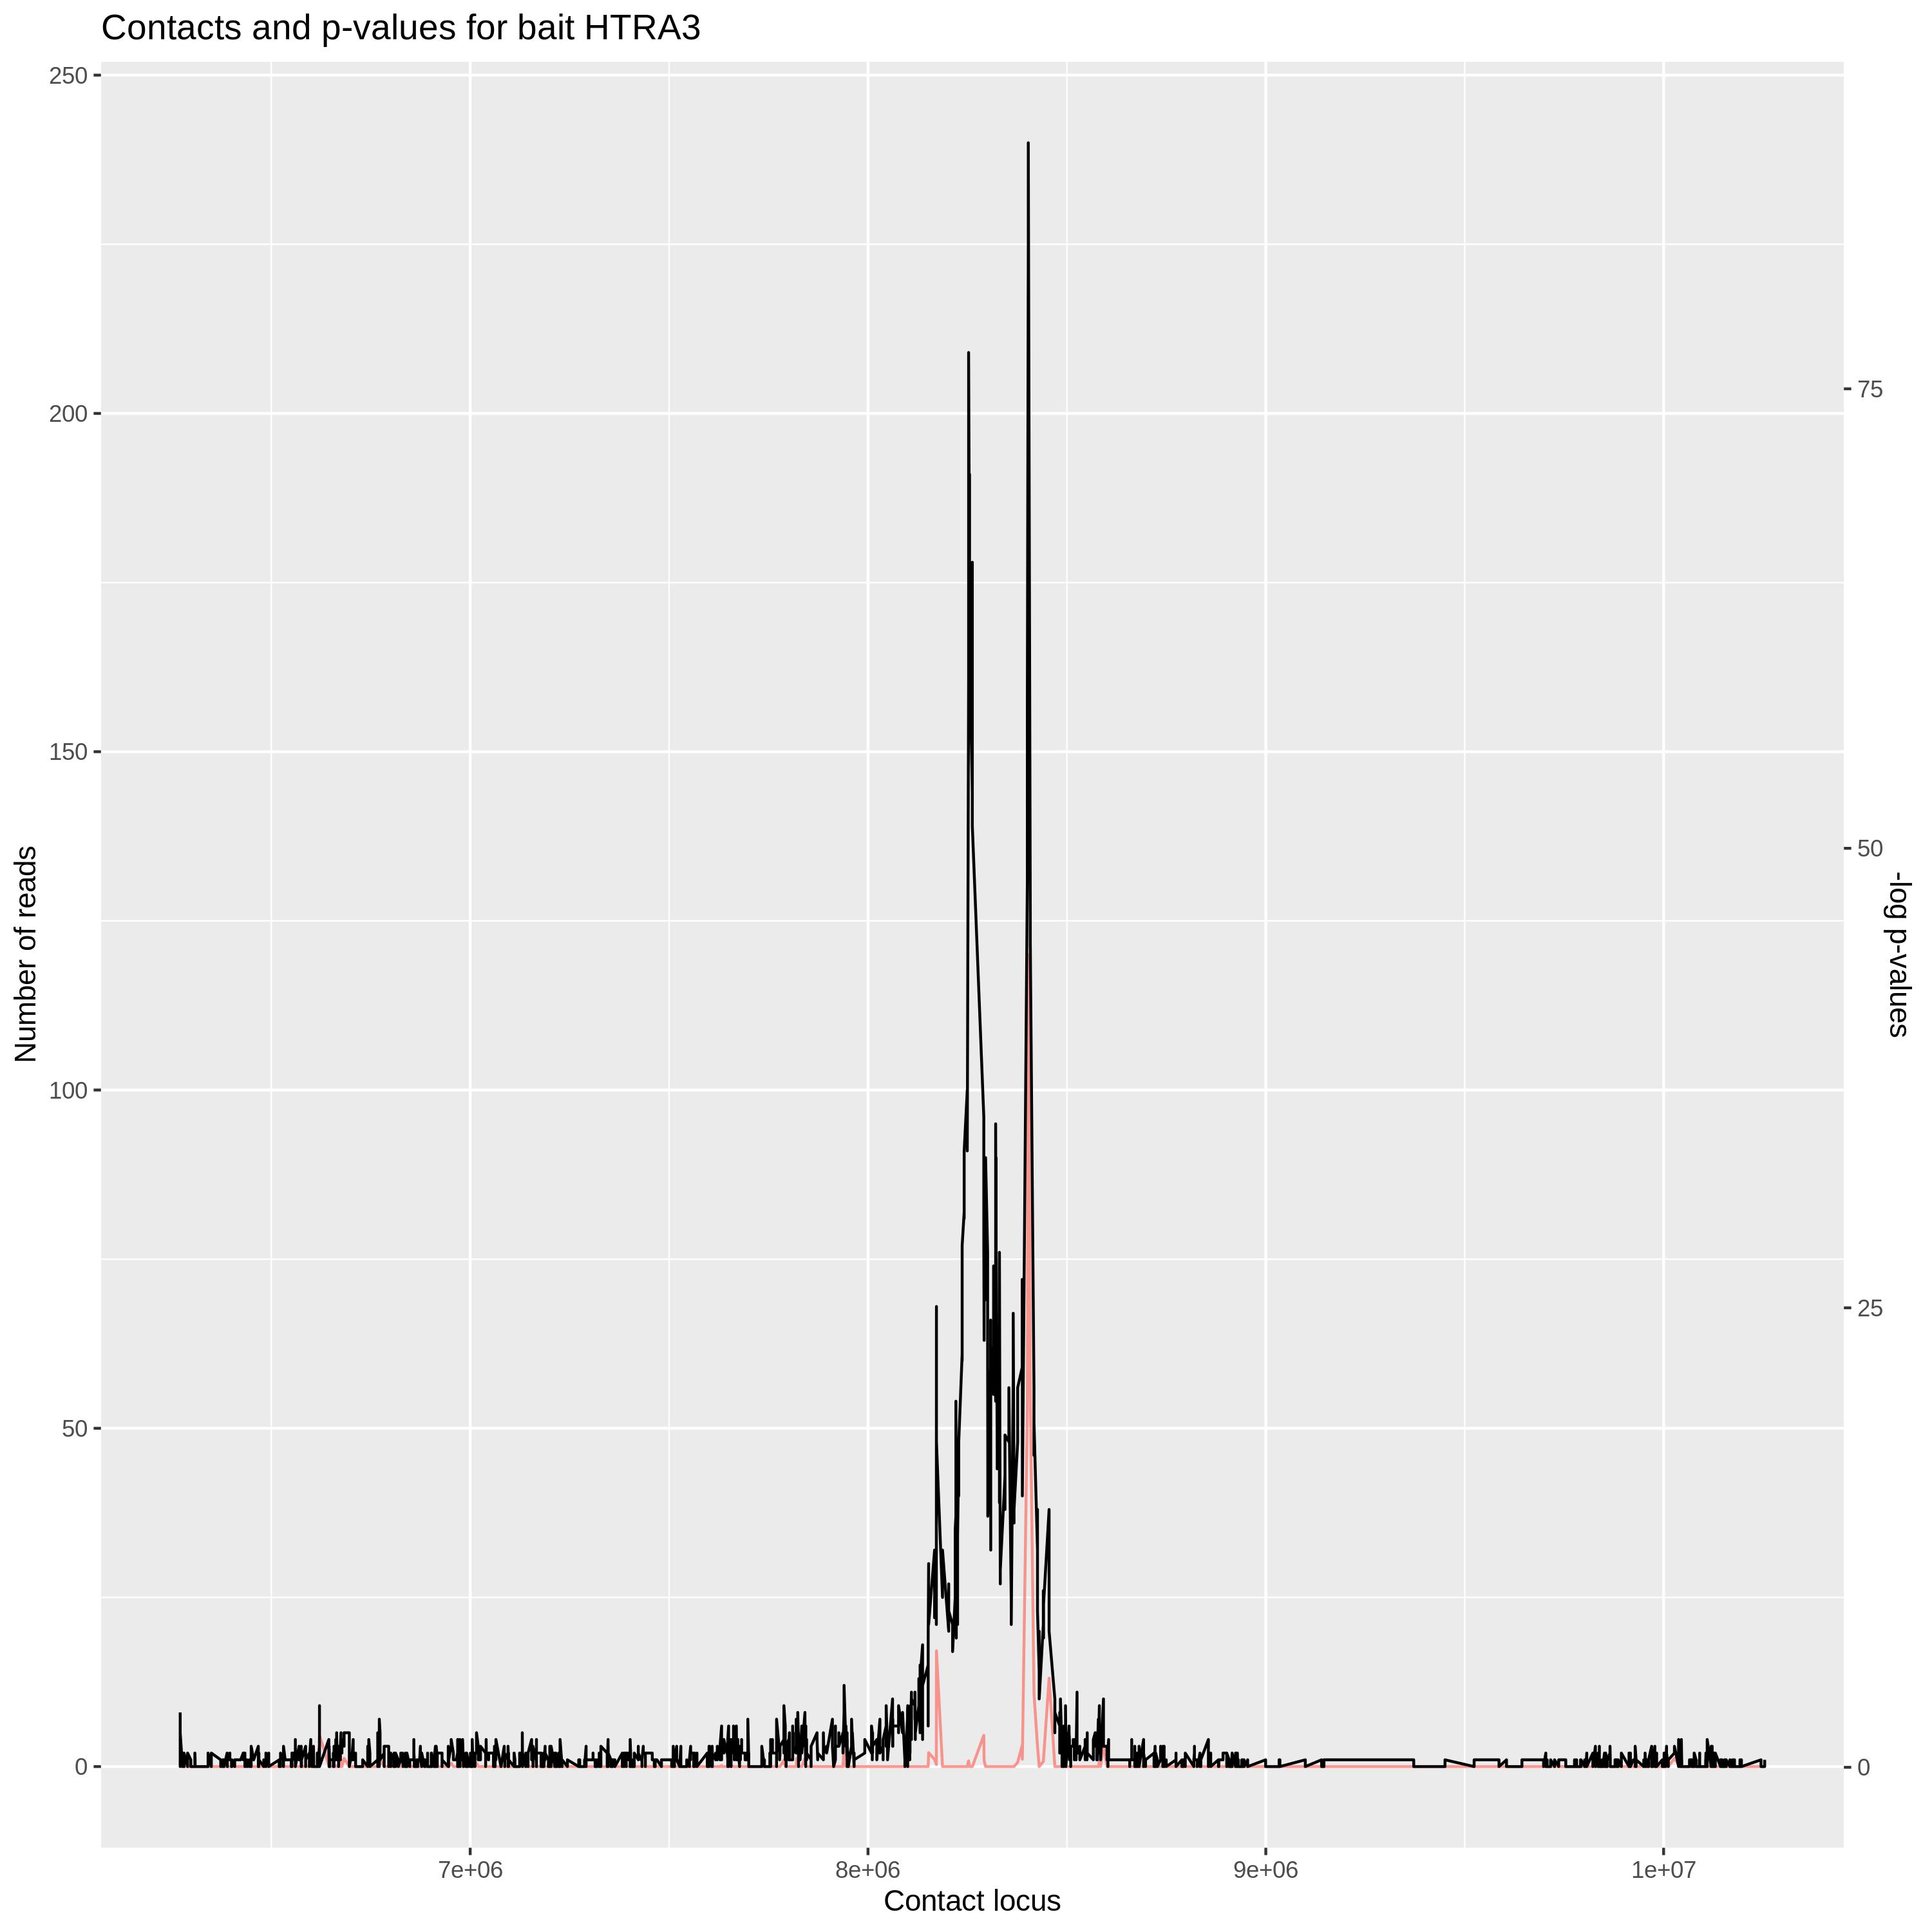 Contacts and p-values for bait HTRA3
250
200
150
100
50
0
Number of reads
75
50
25
0
-log p-values
7e+06
8e+06
9e+06
1e+07
Contact locus